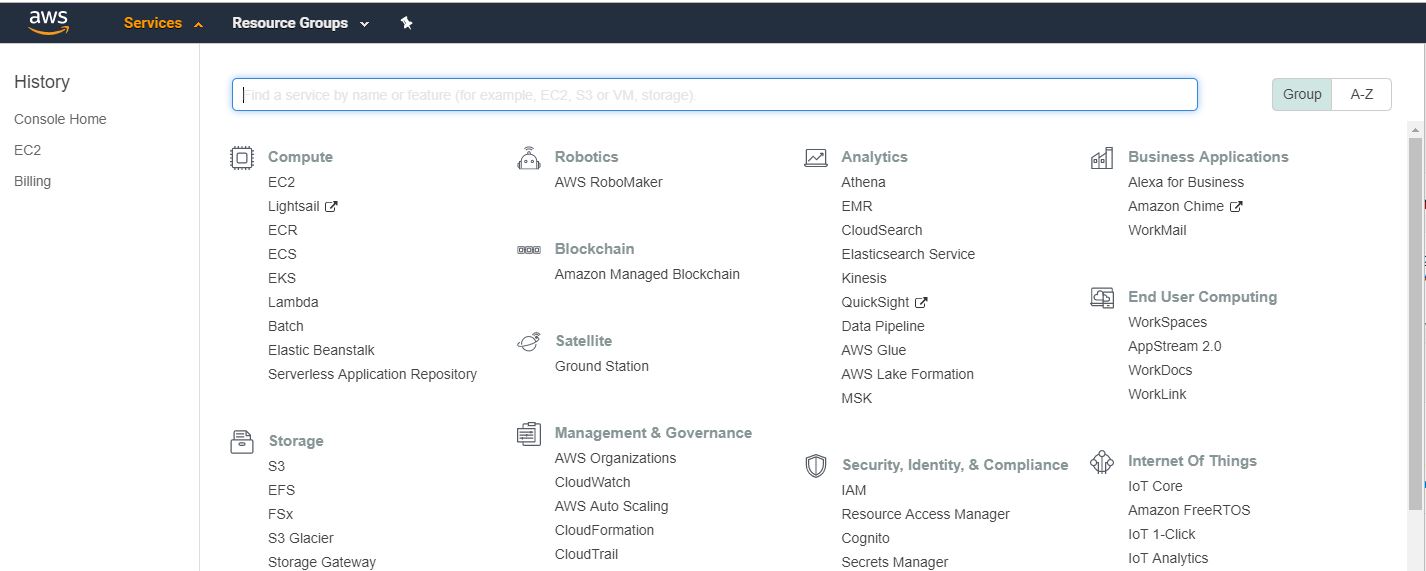 aws
Services
Resource Groups
History
Console Home
EC2
Billing
Find a service by name or feature (for example, EC2, S3 or VM, storage).
Group
A-Z
Compute
EC2
Lightsail
ECR
ECS
EKS
Lambda
Batch
Elastic Beanstalk
Serverless Application Repository
Storage
S3
EFS
FSx
S3 Glacier
Storage Gateway
Robotics
AWS RoboMaker
Blockchain
Amazon Managed Blockchain
Satellite
Ground Station
Management & Governance
AWS Organizations
CloudWatch
AWS Auto Scaling
CloudFormation
CloudTrail
Analytics
Athena
EMR
CloudSearch
Elasticsearch Service
Kinesis
QuickSight
Data Pipeline
AWS Glue
AWS Lake Formation
MSK
Security, Identity, & Compliance
IAM
Resource Access Manager
Cognito
Secrets Manager
Business Applications
Alexa for Business
Amazon Chime
WorkMail
End User Computing
WorkSpaces
AppStream 2.0
WorkDocs
WorkLink
Internet Of Things
IoT Core
Amazon FreeRTOS
IoT 1-Click
IoT Analytics